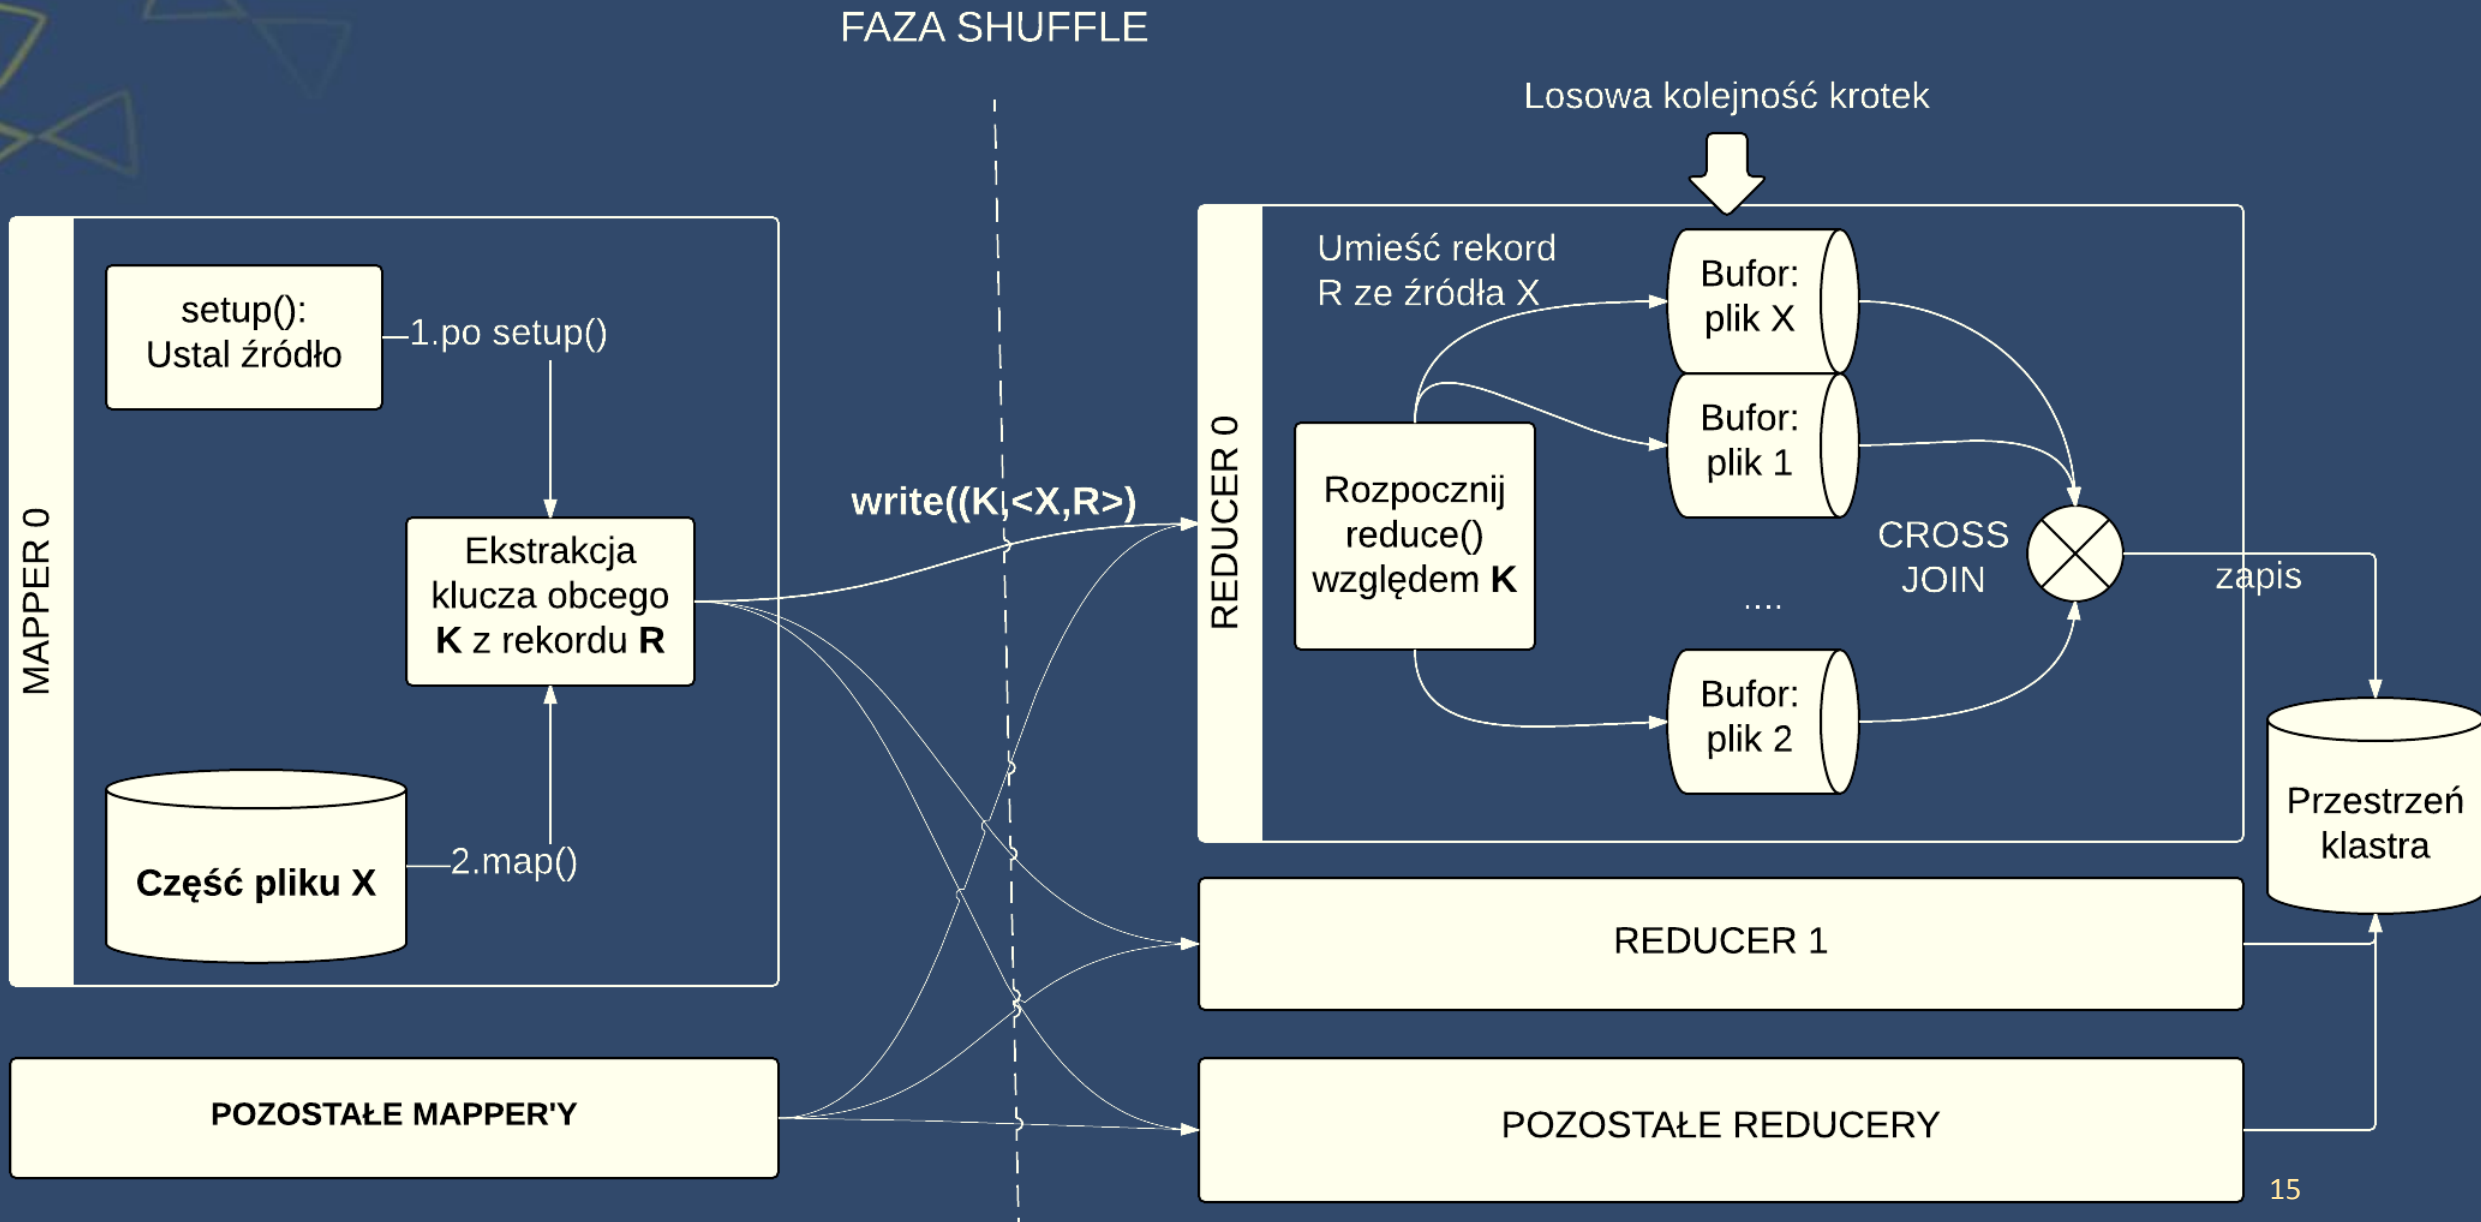 FAZA SHUFFLE
Losowa kolejność krotek
MAPPER 0
setup():
Ustal źródło
1.po setup()
Ekstrakcja
klucza obcego
K z rekordu R
Część pliku X
2.map()
POZOSTAŁE MAPPER'Y
write((K,<X,R>)
REDUCER 0
Umieść rekord
R ze źródła X
Rozpocznij
reduce()
względem K
Bufor:
plik X
Bufor:
plik 1
....
Bufor:
plik 2
CROSS
JOIN
zapis
Przestrzeń
klastra
REDUCER 1
POZOSTAŁE REDUCERY
15